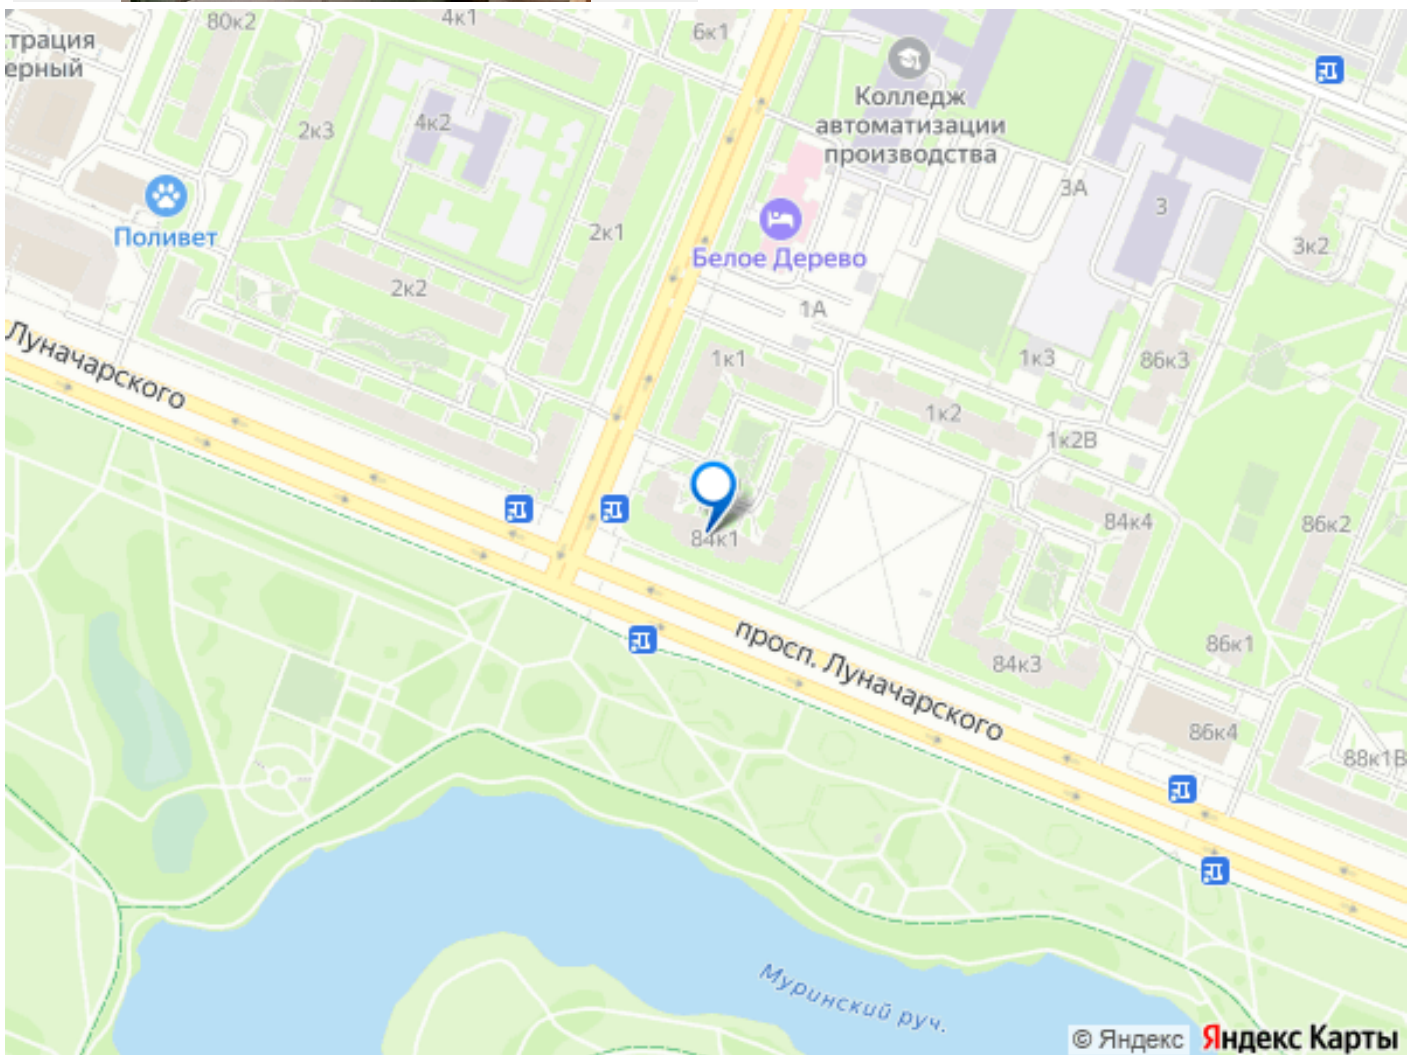 80к2
4к1
6к1
трация
ерный
Колледж
автоматизации
производства
2к3
4к2
3А
3
Поливет
2к1
Белое Дерево
3к2
2к2
1А
Луначарского
1к1
1к3
86к3
1к2
1к2В
84к1
84к4
86к2
просп. Луначарского
84к3
86к1
86к4
88к1В
Муринский руч.
© Яндекс Яндекс Карты